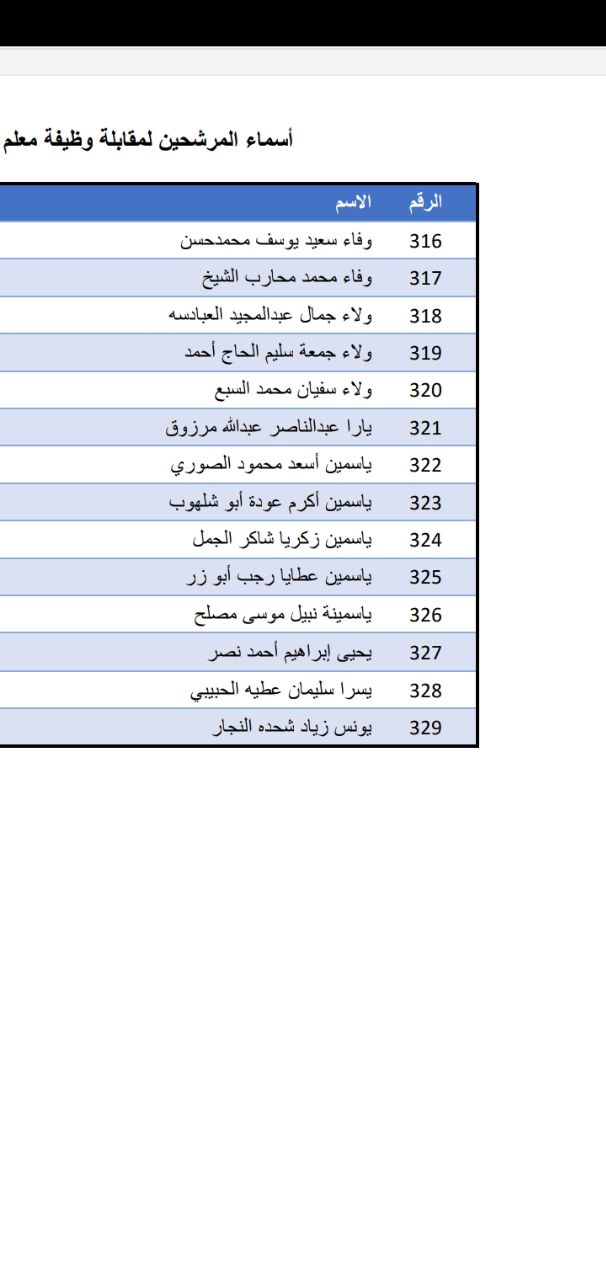 أسماء المرشحين لمقابلة وظيفة معلم
الرقم الاسم
316 وفاء سعيد يوسف محمدحسن
317 وفاء محمد محارب الشيخ
318 ولاء جمال عبدالمجيد العبادسه
319 ولاء جمعة سليم الحاج أحمد
320 ولاء سفيان محمد السبع
321 يارا عبدالناصر عبدالله مرزوق
322 ياسمين أسعد محمود الصوري
323 ياسمين أكرم عودة أبو شلهوب
324 ياسمين زكريا شاكر الجمل
325 ياسمين عطايا رجب أبو زر
326 ياسمينة نبيل موسى مصلح
327 يحيى إبراهيم أحمد نصر
328 يسرا سليمان عطيه الحبيبي
329 يونس زياد شحده النجار